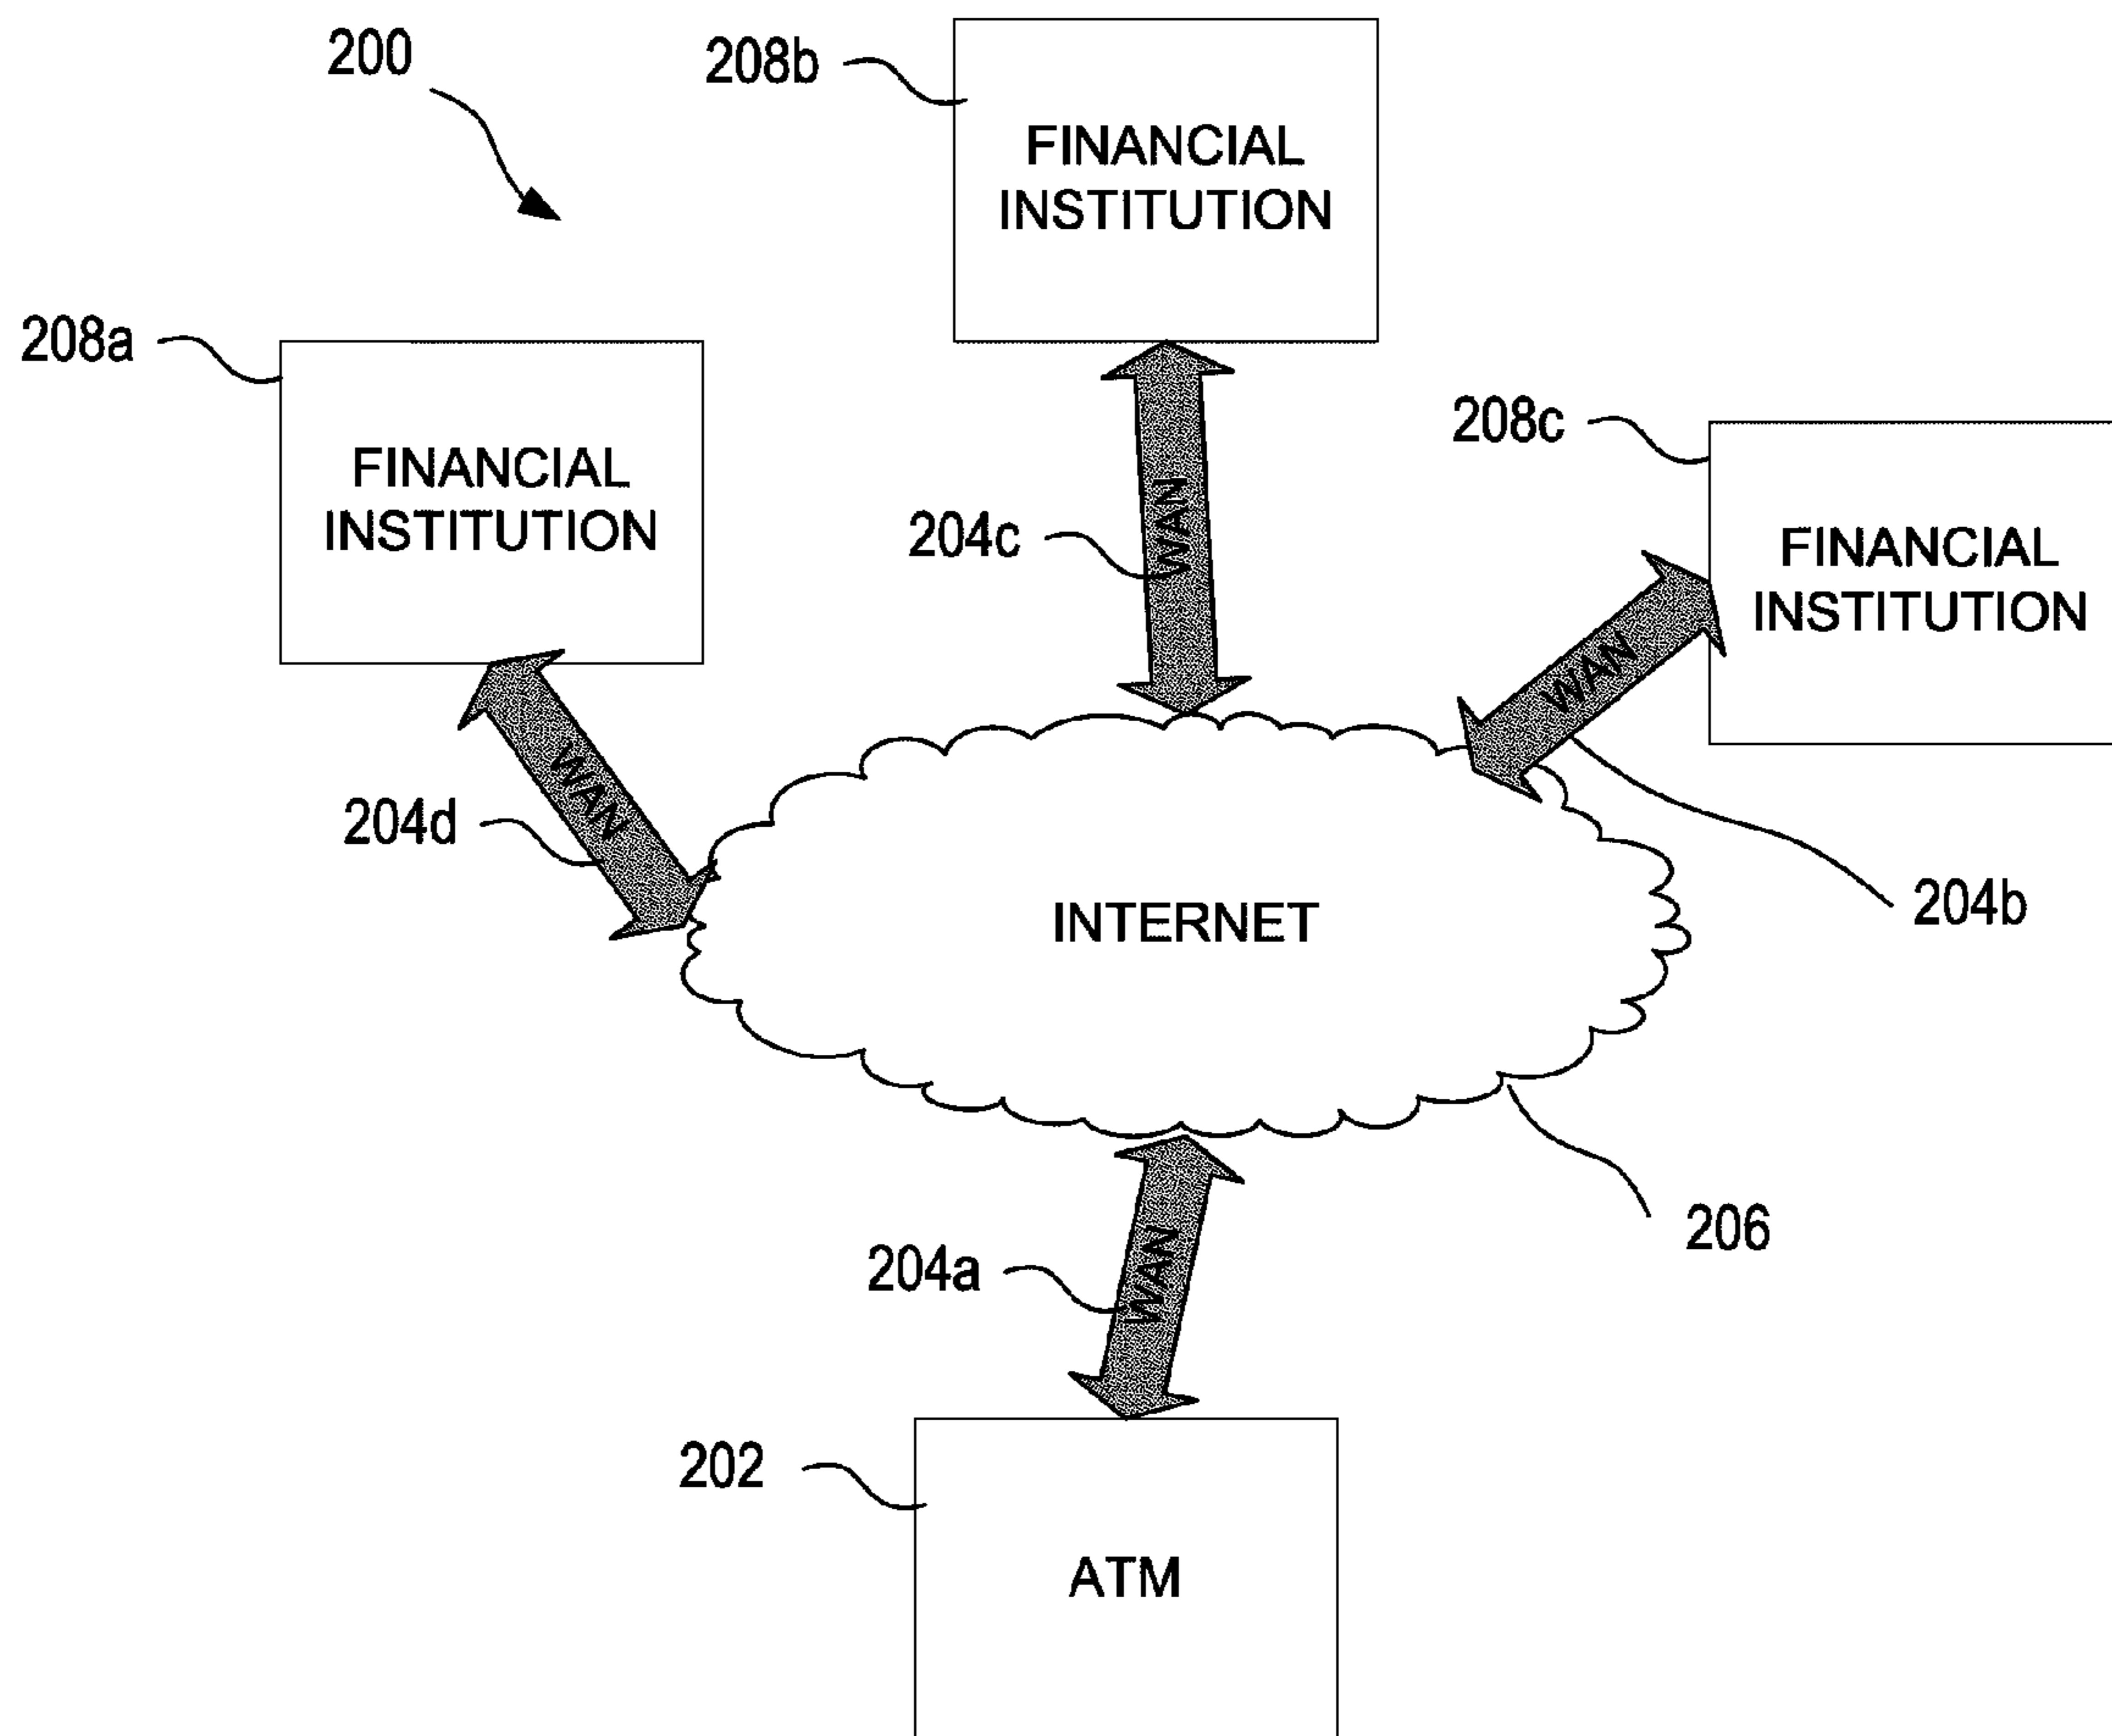 200
208b
FINANCIAL
INSTITUTION
208a
FINANCIAL
INSTITUTION
208c
FINANCIAL
INSTITUTION
204c
WAN
WAN
204d
WAN
204b
INTERNET
206
204a
WAN
202
ATM